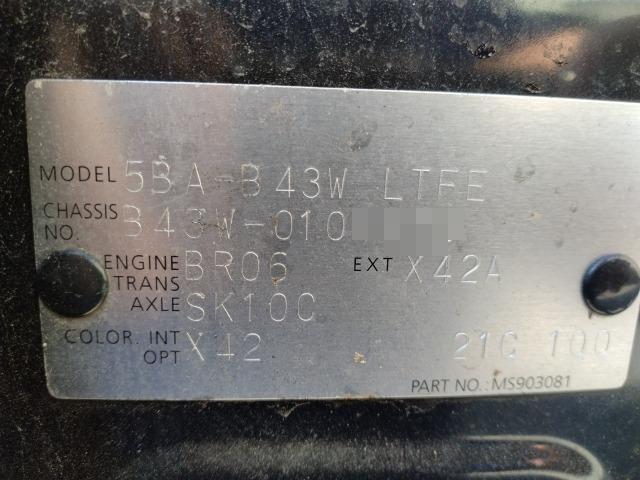 MODEL 5BA-B43W LTFE
CHASSIS NO. B43W-010
ENGINE BR06 EXT X42A
TRANS AXLE SK10C
COLOR. INT X42 21C 100
OPT
PART NO.: MS903081